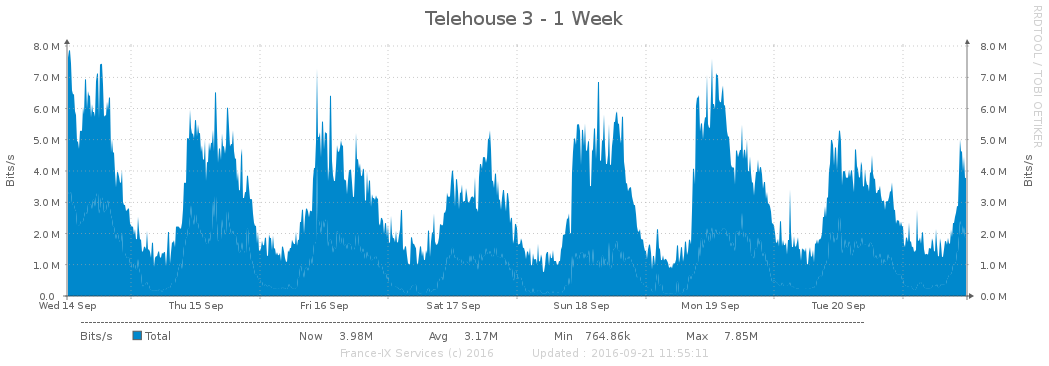 Telehouse 3 - 1 Week
RRDTOOL / TOBI OETIKER
Bits/s
8.0 M 8.0 M
7.0 M 7.0 M
6.0 M 6.0 M
5.0 M 5.0 M
4.0 M 4.0 M
3.0 M 3.0 M
2.0 M 2.0 M
1.0 M 1.0 M
0.0 0.0 M
Bits/s
Wed 14 Sep Thu 15 Sep Fri 16 Sep Sat 17 Sep Sun 18 Sep Mon 19 Sep Tue 20 Sep
Bits/s Total Now 3.98M Avg 3.17M Min 764.86k Max 7.85M
France-IX Services (c) 2016 Updated : 2016-09-21 11:55:11